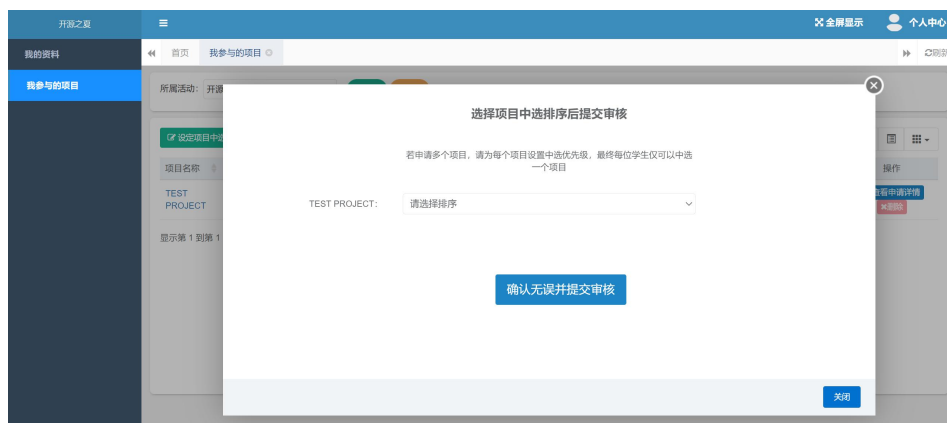 开源之夏
全屏显示
个人中心
我的资料
首页
我参与的项目
我参与的项目
所属活动:
选择项目中选排序后提交审核
若申请多个项目，请为每个项目设置中选优先级，最终每位学生仅可以中选
一个项目
项目名称
操作
TEST
PROJECT
TEST PROJECT:
请选择排序
查看申请详情
删除
显示第 1 到第 1
确认无误并提交审核
关闭